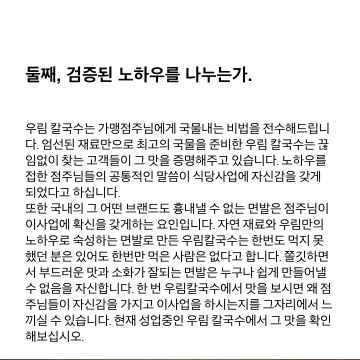 둘째, 검증된 노하우를 나누는가.
우림 칼국수는 가맹점주님에게 국물내는 비법을 전수해드립니
다. 엄선된 재료만으로 최고의 국물을 준비한 우림 칼국수는 끊
임없이 찾는 고객들이 그 맛을 증명해주고 있습니다. 노하우를
접한 점주님들의 공통적인 말씀이 식당사업에 자신감을 갖게
되었다고 하십니다.
또한 국내의 그 어떤 브랜드도 흉내낼 수 없는 면발은 점주님이
이사업에 확신을 갖게하는 요인입니다. 자연 재료와 우림만의
노하우로 숙성하는 면발로 만든 우림칼국수는 한번도 먹지 못
했던 분은 있어도 한번만 먹은 사람은 없다고 합니다. 쫄깃하면
서 부드러운 맛과 소화가 잘되는 면발은 누구나 쉽게 만들어낼
수 없음을 자신합니다. 한 번 우림칼국수에서 맛을 보시면 왜 점
주님들이 자신감을 가지고 이사업을 하시는지를 그자리에서 느
끼실 수 있습니다. 현재 성업중인 우림 칼국수에서 그 맛을 확인
해보십시오.